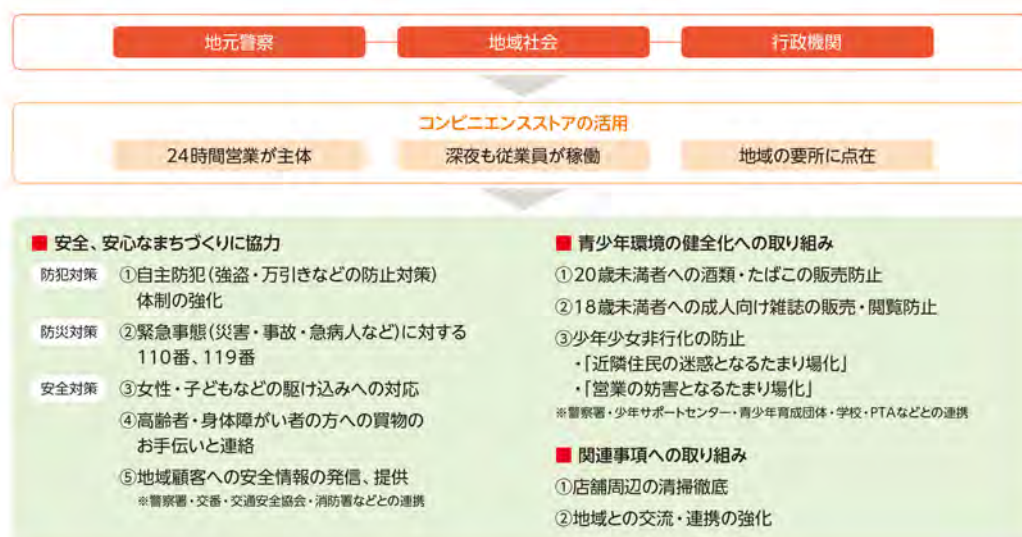 地元警察
地域社会
行政機関
コンビニエンスストアの活用
24時間営業が主体
深夜も従業員が稼働
地域の要所に点在
■ 安全、安心なまちづくりに協力
防犯対策 ①自主防犯(強盗・万引きなどの防止対策)
体制の強化
防災対策 ②緊急事態(災害・事故・急病人など)に対する
110番、119番
安全対策 ③女性・子どもなどの駆け込みへの対応
④高齢者・身体障がい者の方への買物の
お手伝いと連絡
⑤地域顧客への安全情報の発信、提供
※警察署・交番・交通安全協会・消防署などとの連携
■ 青少年環境の健全化への取り組み
①20歳未満者への酒類・たばこの販売防止
②18歳未満者への成人向け雑誌の販売・閲覧防止
③少年少女非行化の防止
・「近隣住民の迷惑となるたまり場化」
・「営業の妨害となるたまり場化」
※警察署・少年サポートセンター・青少年育成団体・学校・PTAなどとの連携
■ 関連事項への取り組み
①店舗周辺の清掃徹底
②地域との交流・連携の強化